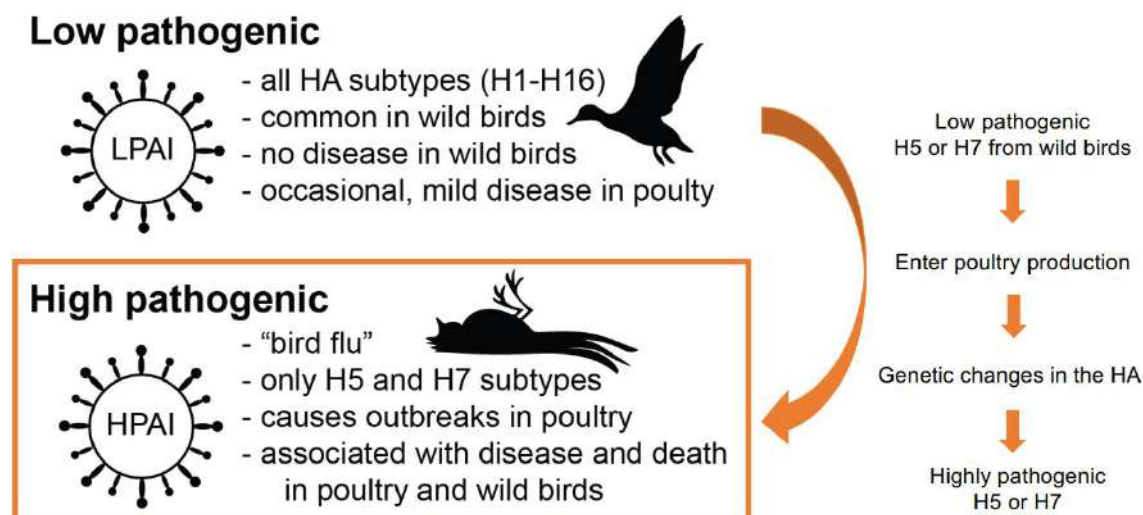 Low pathogenic
LPAI
- all HA subtypes (H1-H16)
- common in wild birds
- no disease in wild birds
- occasional, mild disease in poulty
High pathogenic
HPAI
- “bird flu”
- only H5 and H7 subtypes
- causes outbreaks in poultry
- associated with disease and death
in poultry and wild birds
Low pathogenic
H5 or H7 from wild birds
Enter poultry production
Genetic changes in the HA
Highly pathogenic
H5 or H7